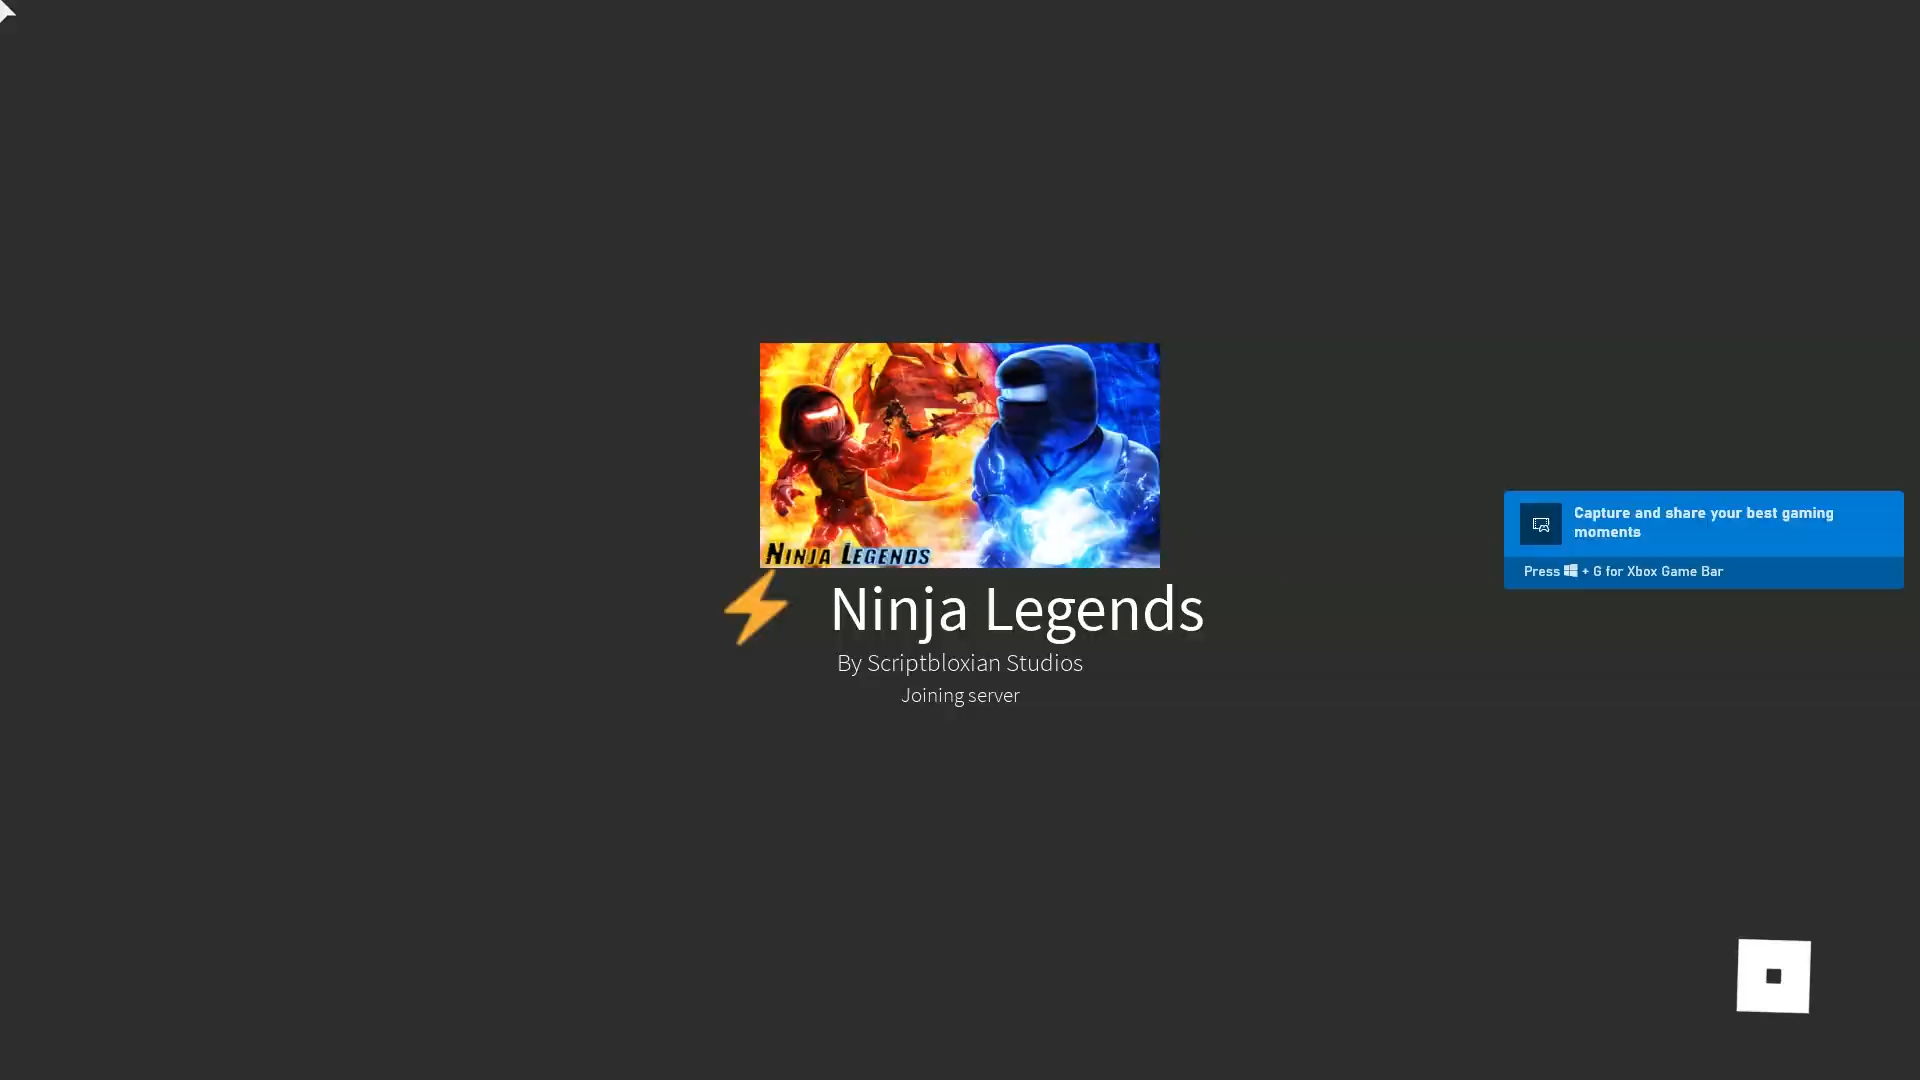 NINJA LEGENDS
Ninja Legends
By Scriptbloxian Studios
Joining server
Capture and share your best gaming
moments
Press + G for Xbox Game Bar